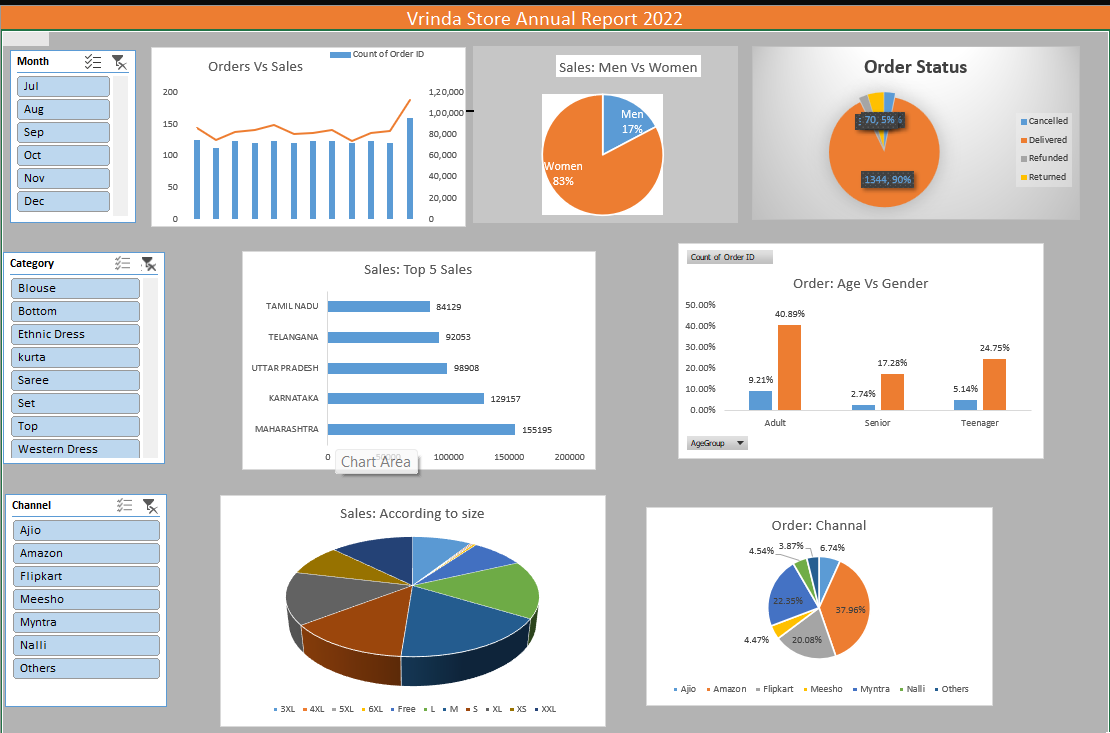 Vrinda Store Annual Report 2022
Month
Jul
Aug
Sep
Oct
Nov
Dec
Count of Order ID
Orders Vs Sales
200
150
100
50
0
1,20,000
1,00,000
80,000
60,000
40,000
20,000
0
Sales: Men Vs Women
Men
17%
Women
83%
Order Status
70, 5%
1344, 90%
Cancelled
Delivered
Refunded
Returned
Category
Blouse
Bottom
Ethnic Dress
kurta
Saree
Set
Top
Western Dress
Sales: Top 5 Sales
TAMIL NADU 84129
TELANGANA 92053
UTTAR PRADESH 98908
KARNATAKA 129157
MAHARASHTRA 155195
0 50000 100000 150000 200000
Chart Area
Count of Order ID
Order: Age Vs Gender
50.00%
40.00%
30.00%
20.00%
10.00%
0.00%
40.89%
9.21%
17.28%
2.74%
24.75%
5.14%
Adult Senior Teenager
AgeGroup
Channel
Ajio
Amazon
Flipkart
Meesho
Myntra
Nalli
Others
Sales: According to size
3XL 4XL 5XL 6XL Free L M S XL XS XXL
Order: Channal
4.54% 3.87% 6.74%
22.35%
37.96%
4.47% 20.08%
Ajio Amazon Flipkart Meesho Myntra Nalli Others